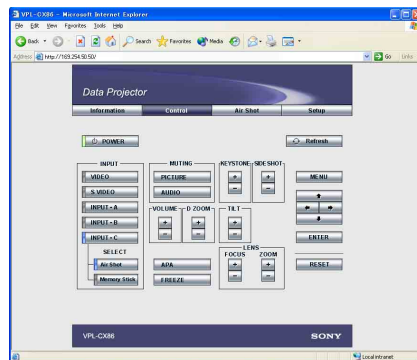 VPL-CX86 - Microsoft Internet Explorer
File Edit View Favorites Tools Help
Back Search Favorites Media
Address http://169.254.50.50/ Go Links
Data Projector
Information Control Air Shot Setup
POWER Refresh
INPUT MUTING KEYSTONE SIDE SHOT
VIDEO PICTURE + + MENU
S VIDEO AUDIO - -
INPUT - A VOLUME D ZOOM TILT
INPUT - B + + +
INPUT - C - - - ENTER
SELECT LENS
FOCUS ZOOM
Air Shot APA + + RESET
Memory Stick FREEZE - -
VPL-CX86 SONY
Local intranet